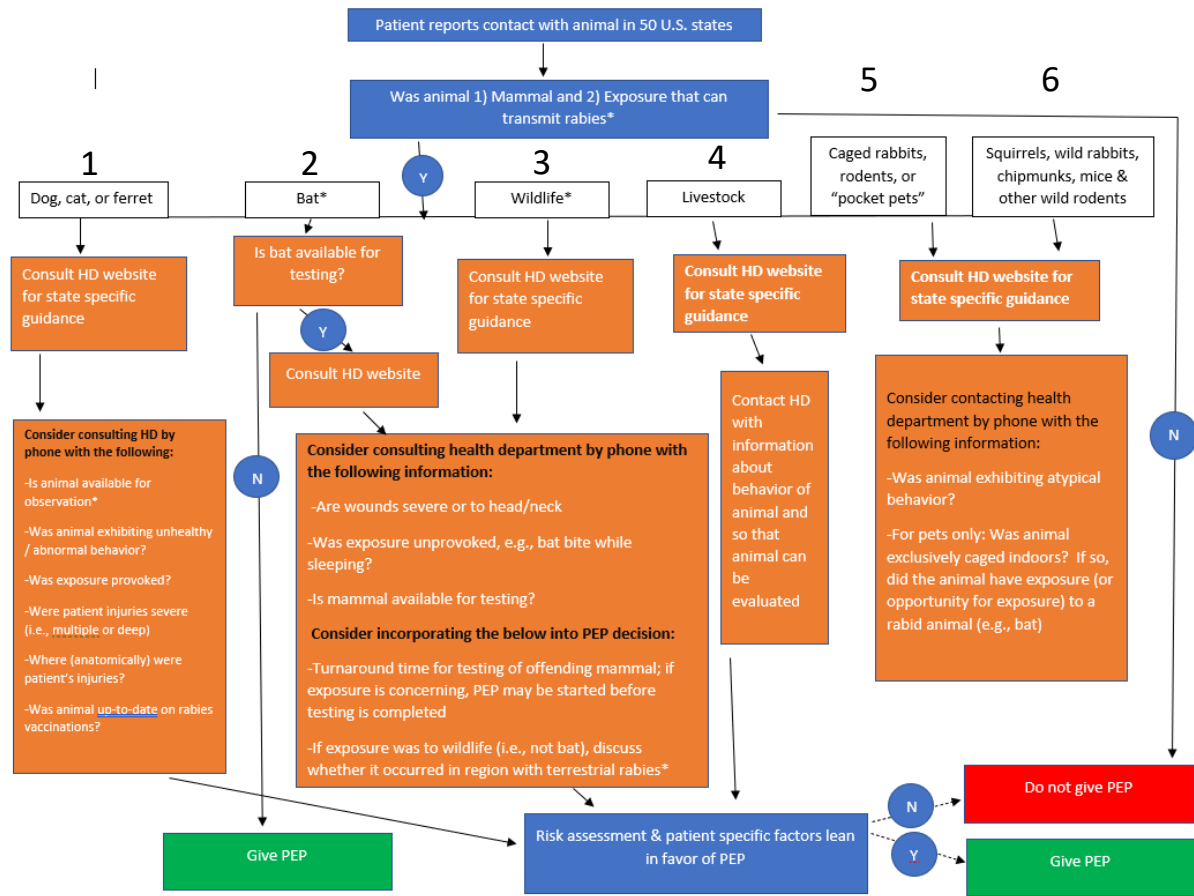 Patient reports contact with animal in 50 U.S. states
Was animal 1) Mammal and 2) Exposure that can
transmit rabies*
5
6
1
2
3
4
Y
Dog, cat, or ferret
Bat*
Wildlife*
Livestock
Caged rabbits,
rodents, or
“pocket pets”
Squirrels, wild rabbits,
chipmunks, mice &
other wild rodents
Consult HD website
for state specific
guidance
Is bat available for
testing?
Y
Consult HD website
Consult HD website
for state specific
guidance
Consult HD website
for state specific
guidance
Consult HD website for
state specific guidance
Consider consulting HD by
phone with the following:
-Is animal available for
observation*
-Was animal exhibiting unhealthy
/ abnormal behavior?
-Was exposure provoked?
-Were patient injuries severe
(i.e., multiple or deep)
-Where (anatomically) were
patient’s injuries?
-Was animal up-to-date on rabies
vaccinations?
N
Consider consulting health department by phone with
the following information:
-Are wounds severe or to head/neck
-Was exposure unprovoked, e.g., bat bite while
sleeping?
-Is mammal available for testing?
Consider incorporating the below into PEP decision:
-Turnaround time for testing of offending mammal; if
exposure is concerning, PEP may be started before
testing is completed
-If exposure was to wildlife (i.e., not bat), discuss
whether it occurred in region with terrestrial rabies*
Contact HD
with
information
about
behavior of
animal and
so that
animal can
be
evaluated
Consider contacting health
department by phone with the
following information:
-Was animal exhibiting atypical
behavior?
-For pets only: Was animal
exclusively caged indoors? If so,
did the animal have exposure (or
opportunity for exposure) to a
rabid animal (e.g., bat)
N
Give PEP
Risk assessment & patient specific factors lean
in favor of PEP
N
Y
Do not give PEP
Give PEP